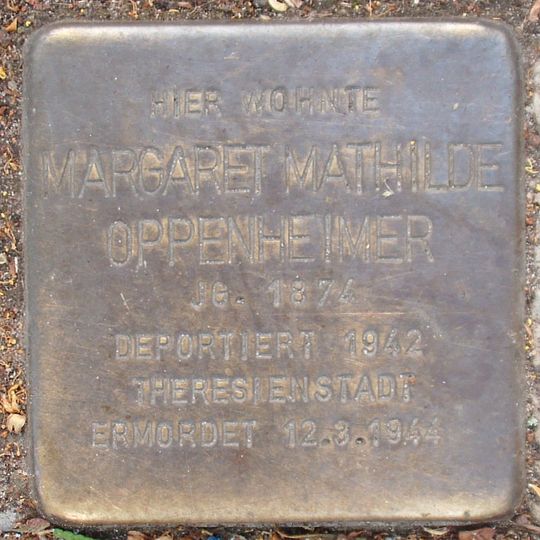 HIER WOHNTE
MARGARET MATHILDE
OPPENHEIMER
JG. 1874
DEPORTIERT 1942
THERESIENSTADT
ERMORDET 12.3.1944